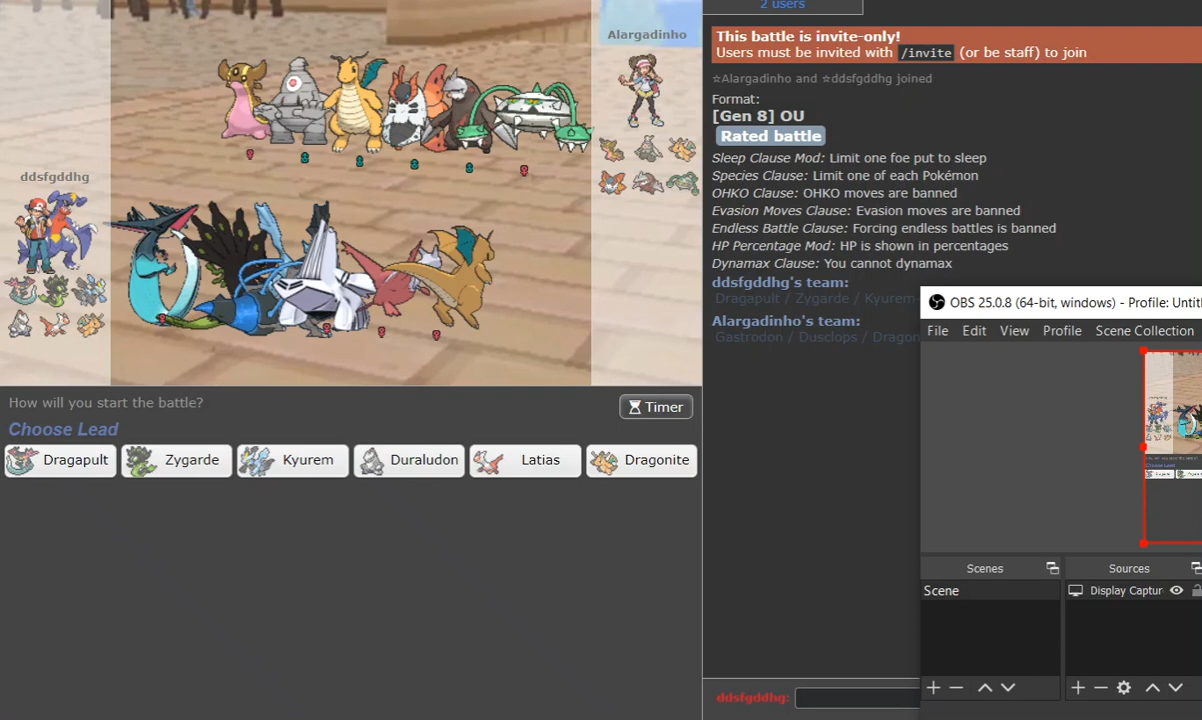 2 users
Alargadinho
ddsfgddhg
This battle is invite-only!
Users must be invited with /invite (or be staff) to join
☆Alargadinho and ☆ddsfgddhg joined
Format:
[Gen 8] OU
Rated battle
Sleep Clause Mod: Limit one foe put to sleep
Species Clause: Limit one of each Pokémon
OHKO Clause: OHKO moves are banned
Evasion Moves Clause: Evasion moves are banned
Endless Battle Clause: Forcing endless battles is banned
HP Percentage Mod: HP is shown in percentages
Dynamax Clause: You cannot dynamax
ddsfgddhg's team:
Dragapult / Zygarde / Kyurem-
Alargadinho's team:
Gastrodon / Dusclops / Dragon
How will you start the battle?
Timer
Choose Lead
Dragapult Zygarde Kyurem Duraludon Latias Dragonite
OBS 25.0.8 (64-bit, windows) - Profile: Untit
File Edit View Profile Scene Collection
Scenes Sources
Scene Display Captur
ddsfgddhg: